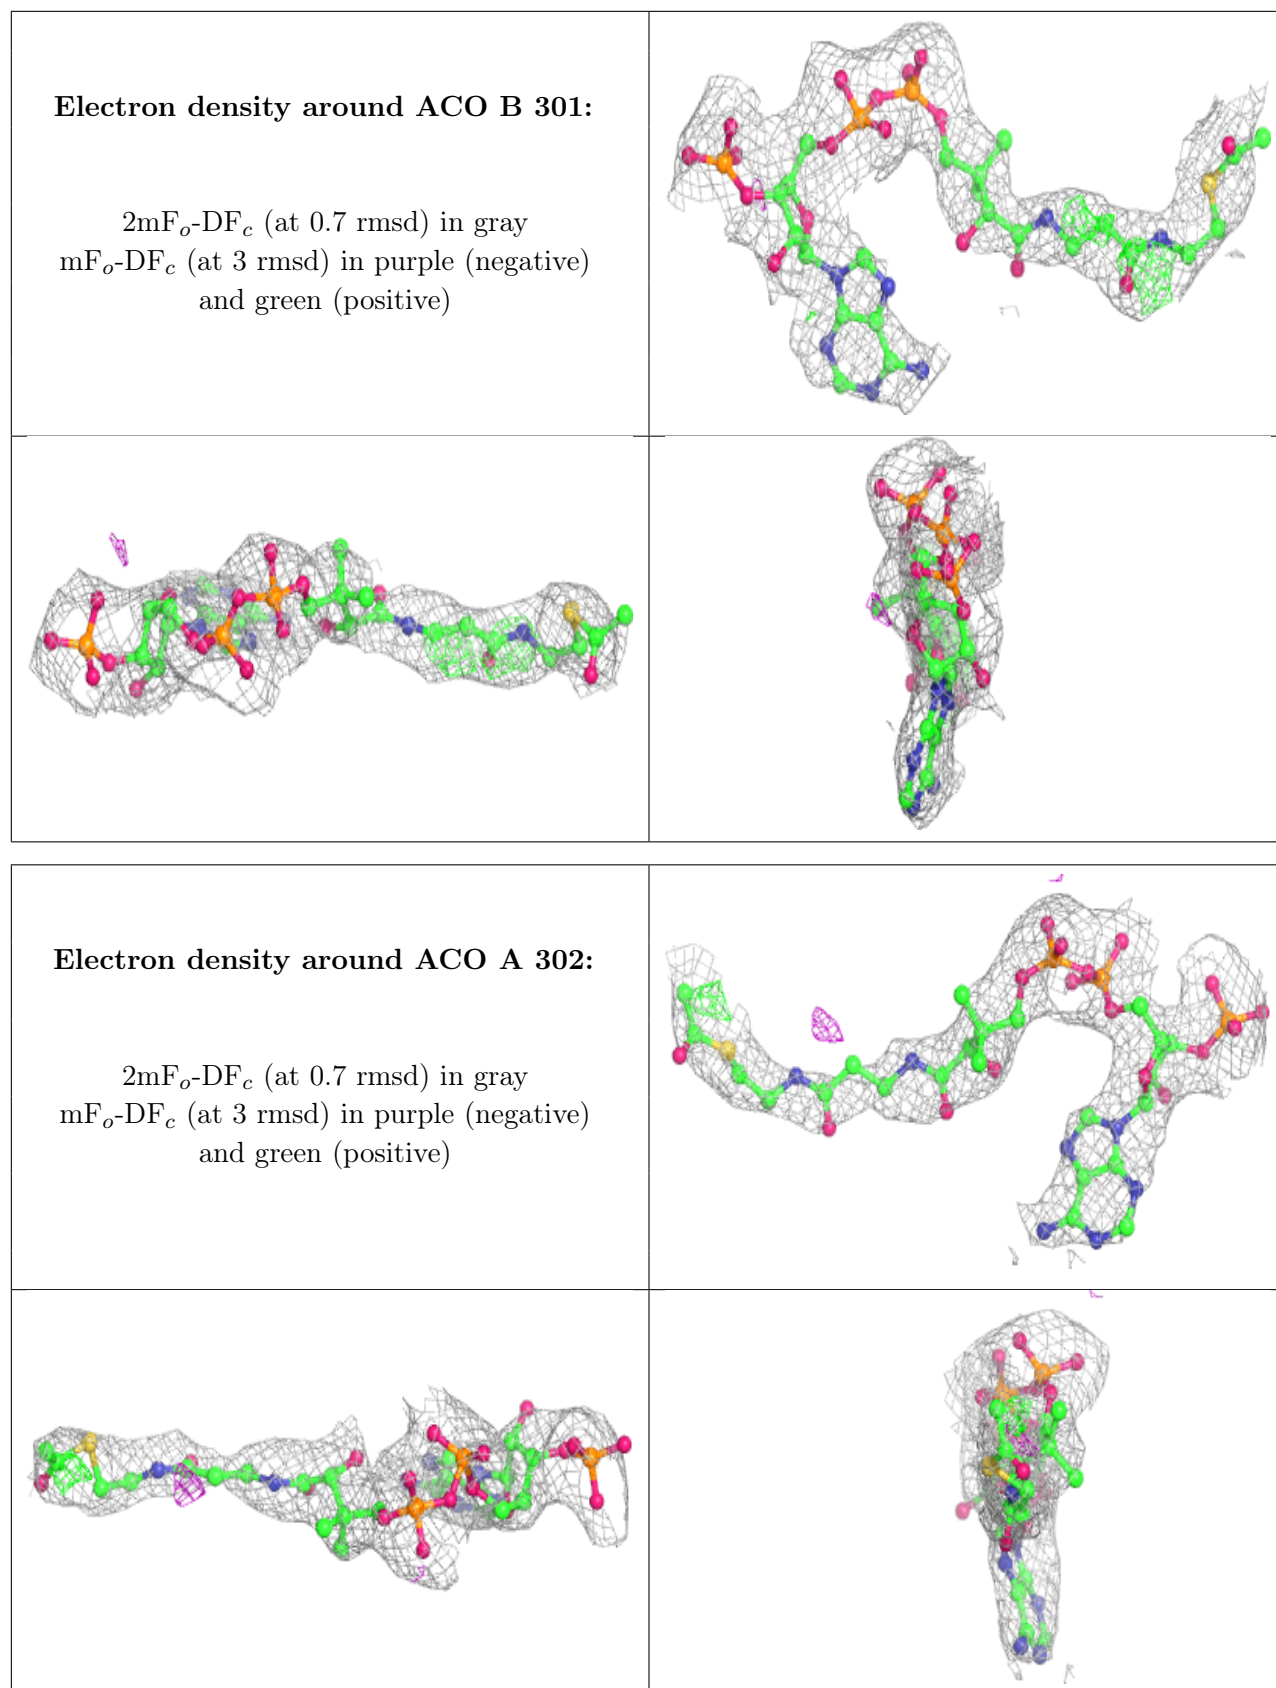 Electron density around ACO B 301:
2mFo-DFc (at 0.7 rmsd) in gray
mFo-DFc (at 3 rmsd) in purple (negative)
and green (positive)
Electron density around ACO A 302:
2mFo-DFc (at 0.7 rmsd) in gray
mFo-DFc (at 3 rmsd) in purple (negative)
and green (positive)